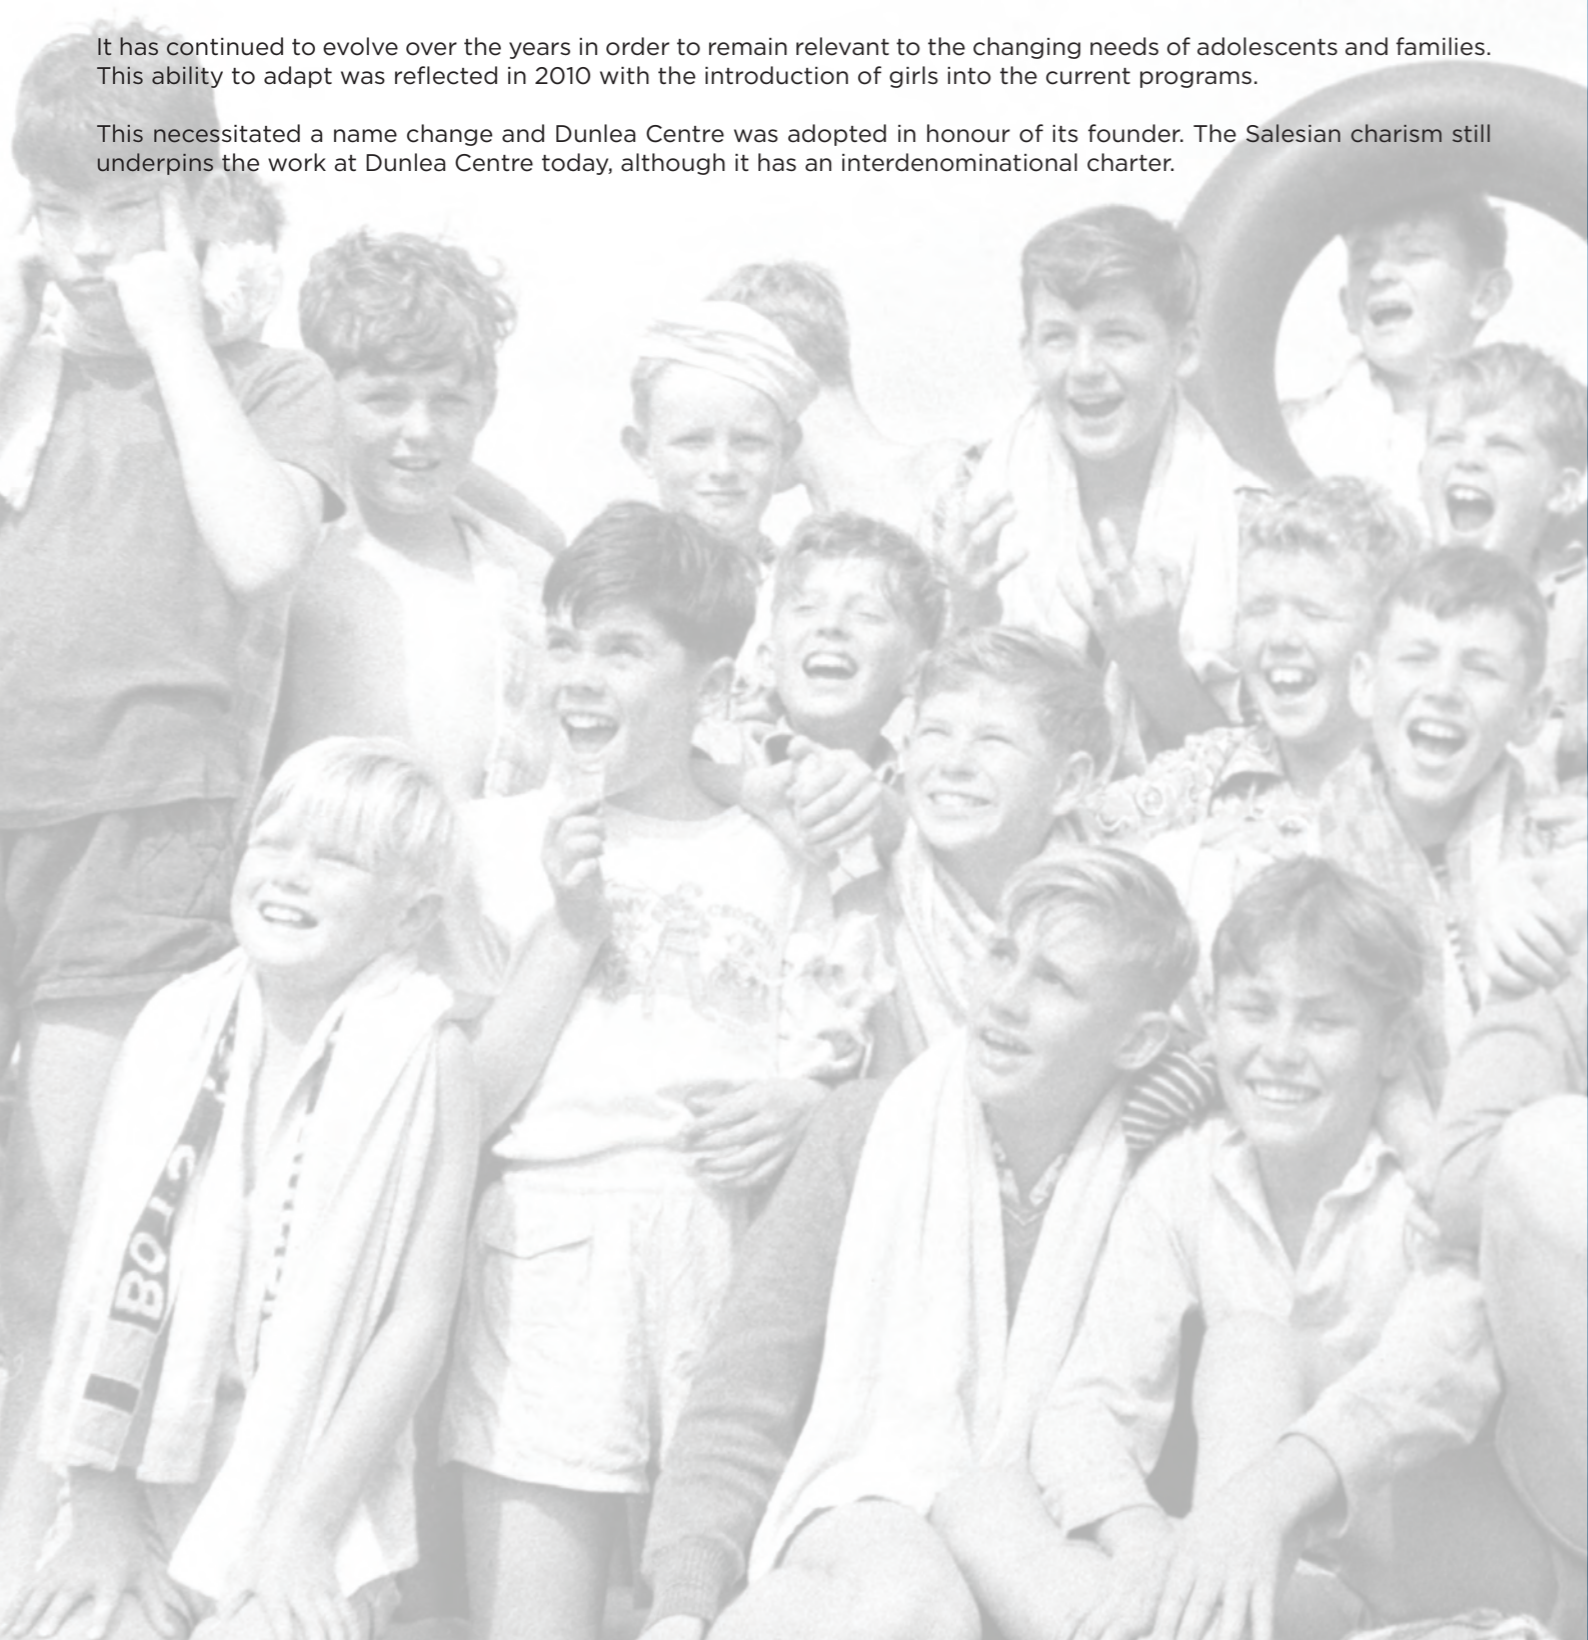 It has continued to evolve over the years in order to remain relevant to the changing needs of adolescents and families.
This ability to adapt was reflected in 2010 with the introduction of girls into the current programs.
This necessitated a name change and Dunlea Centre was adopted in honour of its founder. The Salesian charism still
underpins the work at Dunlea Centre today, although it has an interdenominational charter.